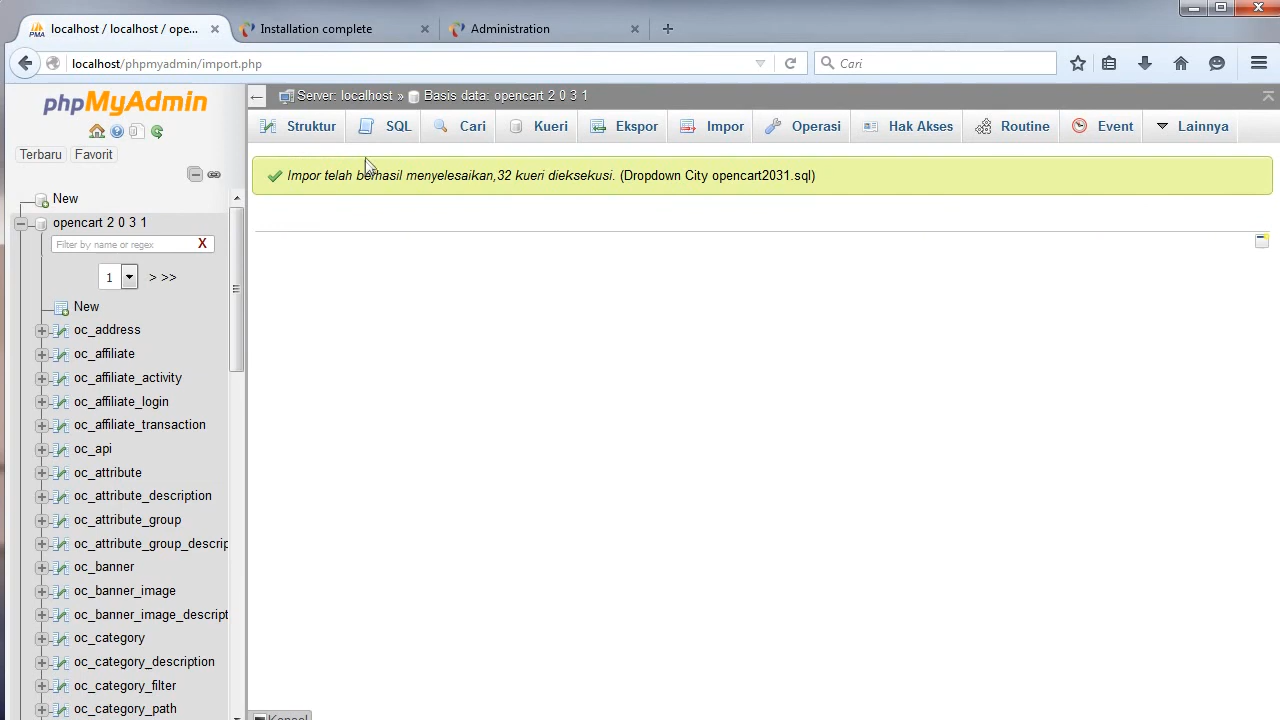 localhost / localhost / ope...
Installation complete
Administration
localhost/phpmyadmin/import.php
Cari
phpMyAdmin
Terbaru
Favorit
New
opencart 2 0 3 1
Filter by name or regex
X
1
> >>
New
oc_address
oc_affiliate
oc_affiliate_activity
oc_affiliate_login
oc_affiliate_transaction
oc_api
oc_attribute
oc_attribute_description
oc_attribute_group
oc_attribute_group_descrip
oc_banner
oc_banner_image
oc_banner_image_descript
oc_category
oc_category_description
oc_category_filter
oc_category_path
Server: localhost » Basis data: opencart 2 0 3 1
Struktur
SQL
Cari
Kueri
Ekspor
Impor
Operasi
Hak Akses
Routine
Event
Lainnya
Impor telah berhasil menyelesaikan,32 kueri dieksekusi. (Dropdown City opencart2031.sql)